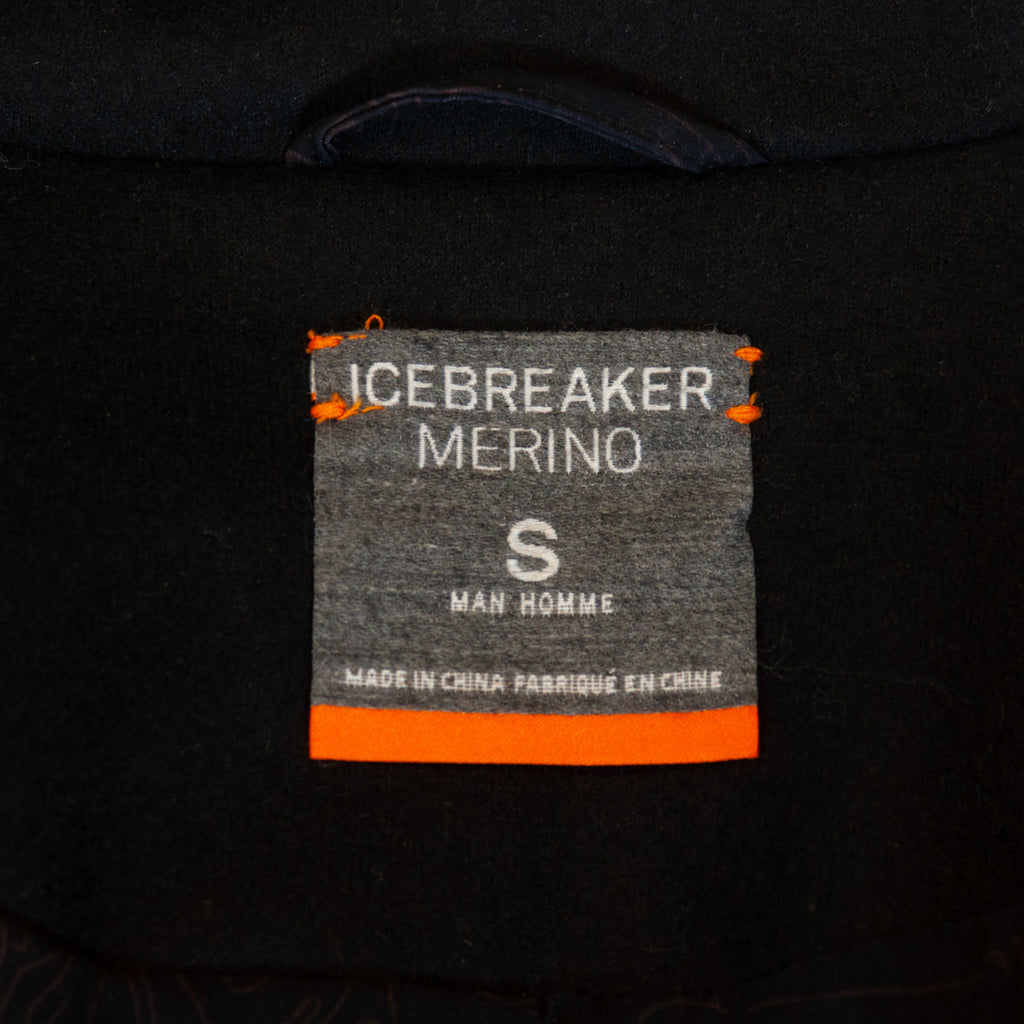 ICEBREAKER
MERINO
S
MAN HOMME
MADE IN CHINA FABRIQUÉ EN CHINE